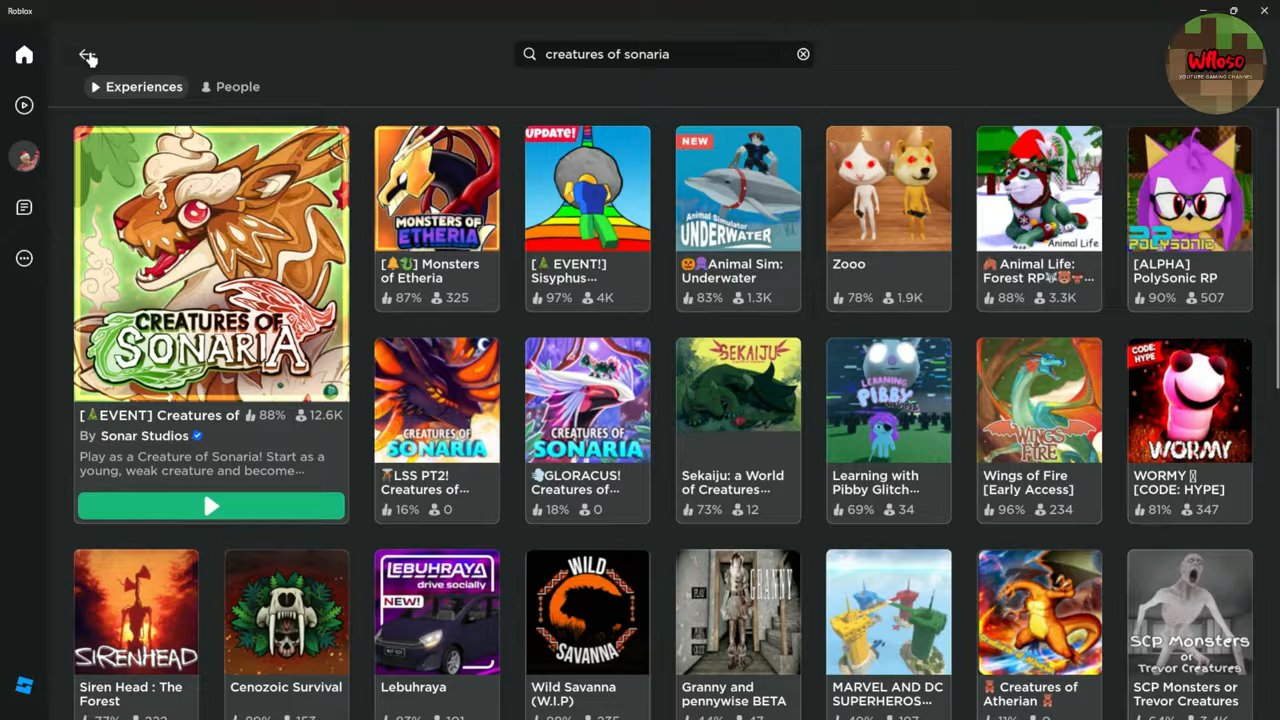 Roblox
creatures of sonaria
Wfloso
YOUTUBE GAMING CHANNEL
Experiences
People
CREATURES OF
SONARIA
[🎄EVENT] Creatures of
88%
12.6K
By Sonar Studios
Play as a Creature of Sonaria! Start as a
young, weak creature and become…
MONSTERS OF
ETHERIA
[🔔🐉] Monsters
of Etheria
87%
325
UPDATE!
[🎄 EVENT!]
Sisyphus…
97%
4K
NEW
Animal Simulator
UNDERWATER
🎃🪼Animal Sim:
Underwater
83%
1.3K
Zooo
78%
1.9K
Animal Life
Animal Life:
Forest RP
88%
3.3K
POLYSONIC
[ALPHA]
PolySonic RP
90%
507
CREATURES OF
SONARIA
LSS PT2!
Creatures of…
16%
0
CREATURES OF
SONARIA
💨GLORACUS!
Creatures of…
18%
0
SEKAIJU
Sekaiju: a World
of Creatures…
73%
12
LEARNING
PIBBY
Learning with
Pibby Glitch…
69%
34
WINGS OF
FIRE
Wings of Fire
[Early Access]
96%
234
CODE:
HYPE
WORMY
WORMY
[CODE: HYPE]
81%
347
SIRENHEAD
Siren Head : The
Forest
Cenozoic Survival
LEBUHRAYA
drive socially
NEW!
Lebuhraya
WILD
SAVANNA
Wild Savanna
(W.I.P)
GRANNY
Granny and
pennywise BETA
MARVEL AND DC
SUPERHEROS…
🧸 Creatures of
Atherian 🧸
SCP Monsters
or
Trevor Creatures
SCP Monsters or
Trevor Creatures